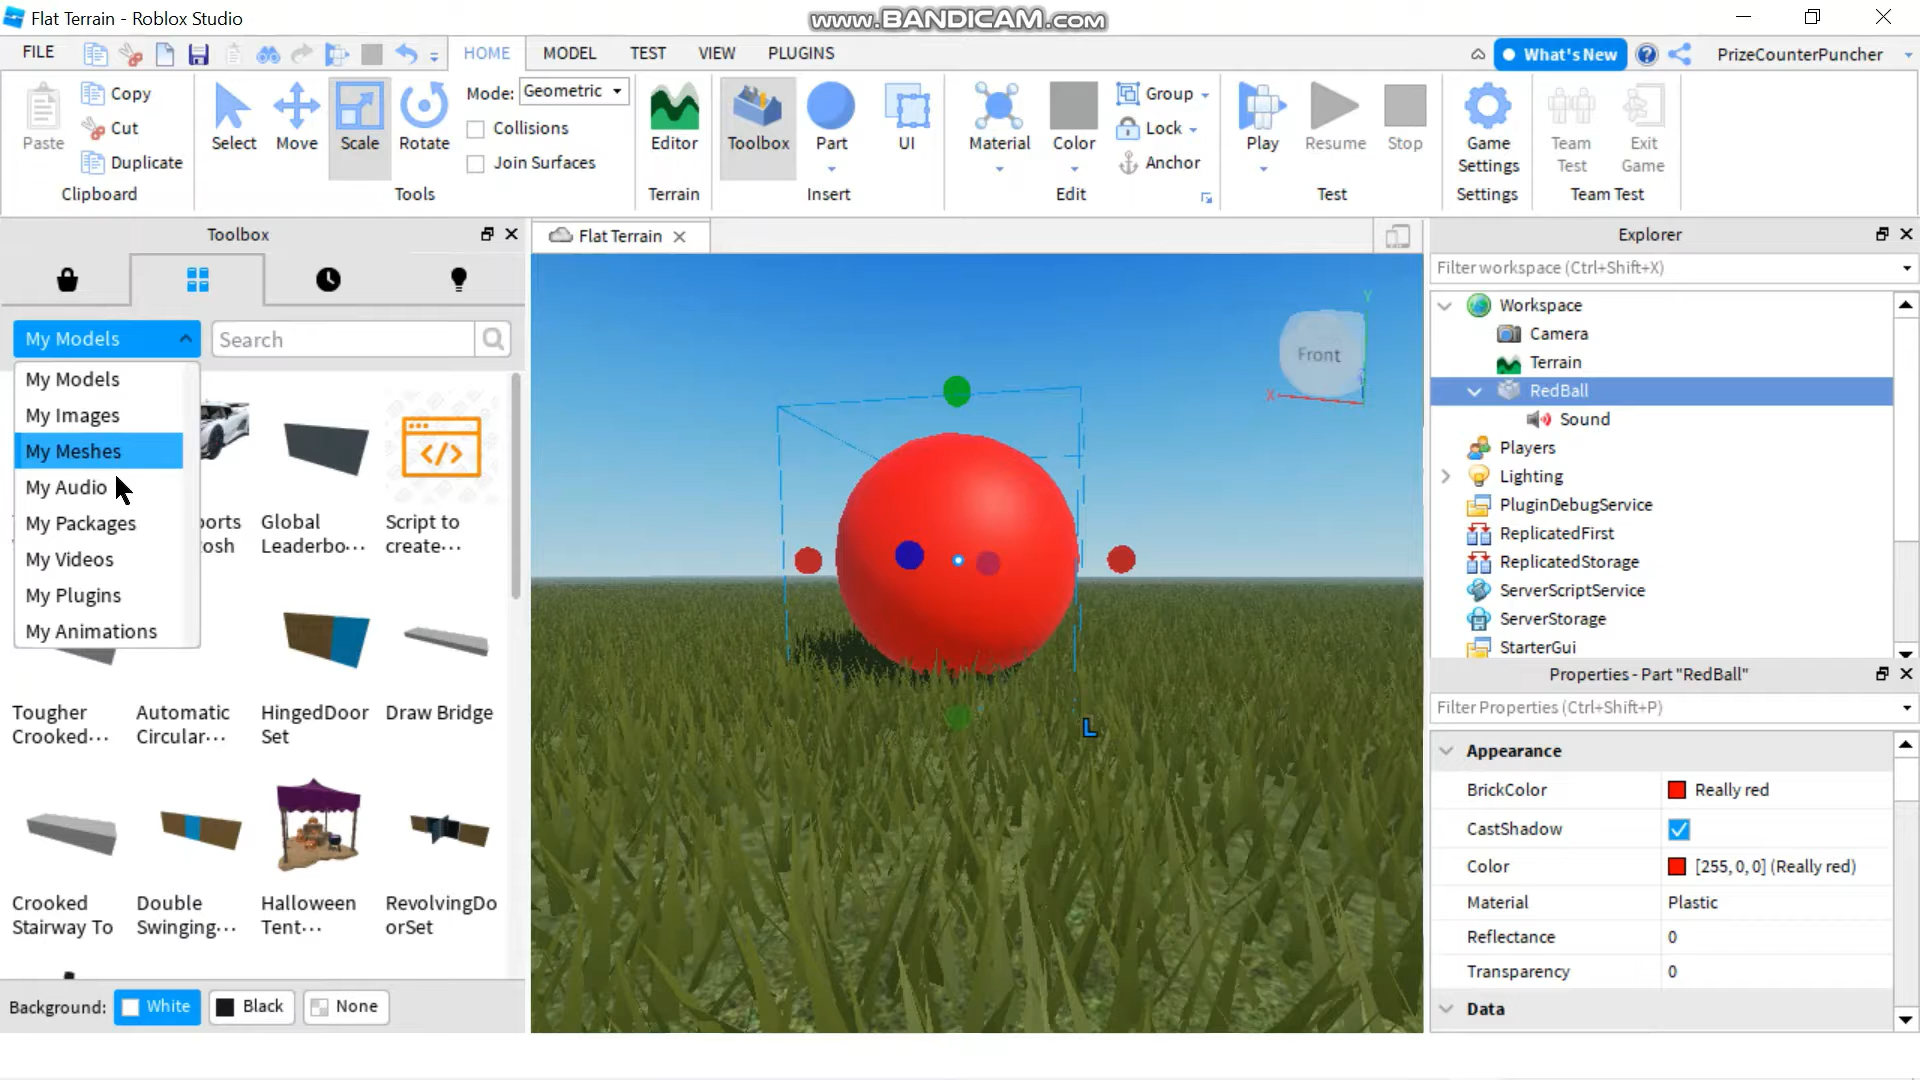 Flat Terrain - Roblox Studio
www.BANDICAM.com
FILE
HOME
MODEL
TEST
VIEW
PLUGINS
What's New
PrizeCounterPuncher
Paste
Copy
Cut
Duplicate
Clipboard
Select
Move
Scale
Rotate
Mode: Geometric
Collisions
Join Surfaces
Tools
Editor
Terrain
Toolbox
Part
UI
Insert
Material
Color
Group
Lock
Anchor
Edit
Play
Resume
Stop
Test
Game Settings
Settings
Team Test
Exit Game
Team Test
Toolbox
My Models
Search
My Models
My Images
My Meshes
My Audio
My Packages
My Videos
My Plugins
My Animations
Global
Leaderbo...
Script to
create...
Tougher
Crooked...
Automatic
Circular...
HingedDoor
Set
Draw Bridge
Crooked
Stairway To
Double
Swinging...
Halloween
Tent...
RevolvingDo
orSet
Background: White Black None
Flat Terrain
Front
X
Y
L
Explorer
Filter workspace (Ctrl+Shift+X)
Workspace
Camera
Terrain
RedBall
Sound
Players
Lighting
PluginDebugService
ReplicatedFirst
ReplicatedStorage
ServerScriptService
ServerStorage
StarterGui
Properties - Part "RedBall"
Filter Properties (Ctrl+Shift+P)
Appearance
BrickColor Really red
CastShadow
Color [255, 0, 0] (Really red)
Material Plastic
Reflectance 0
Transparency 0
Data